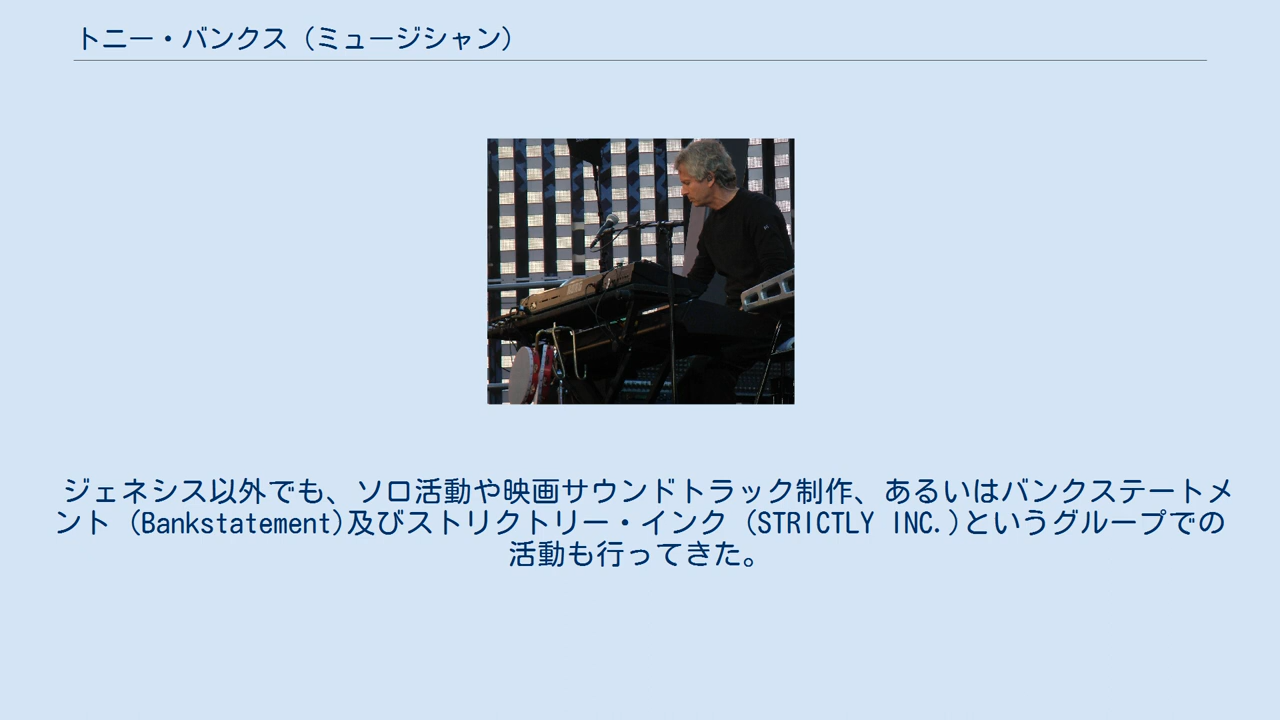 トニー・バンクス（ミュージシャン）
ジェネシス以外でも、ソロ活動や映画サウンドトラック制作、あるいはバンクステートメ
ント（Bankstatement)及びストリクトリー・インク（STRICTLY INC.)というグループでの
活動も行ってきた。